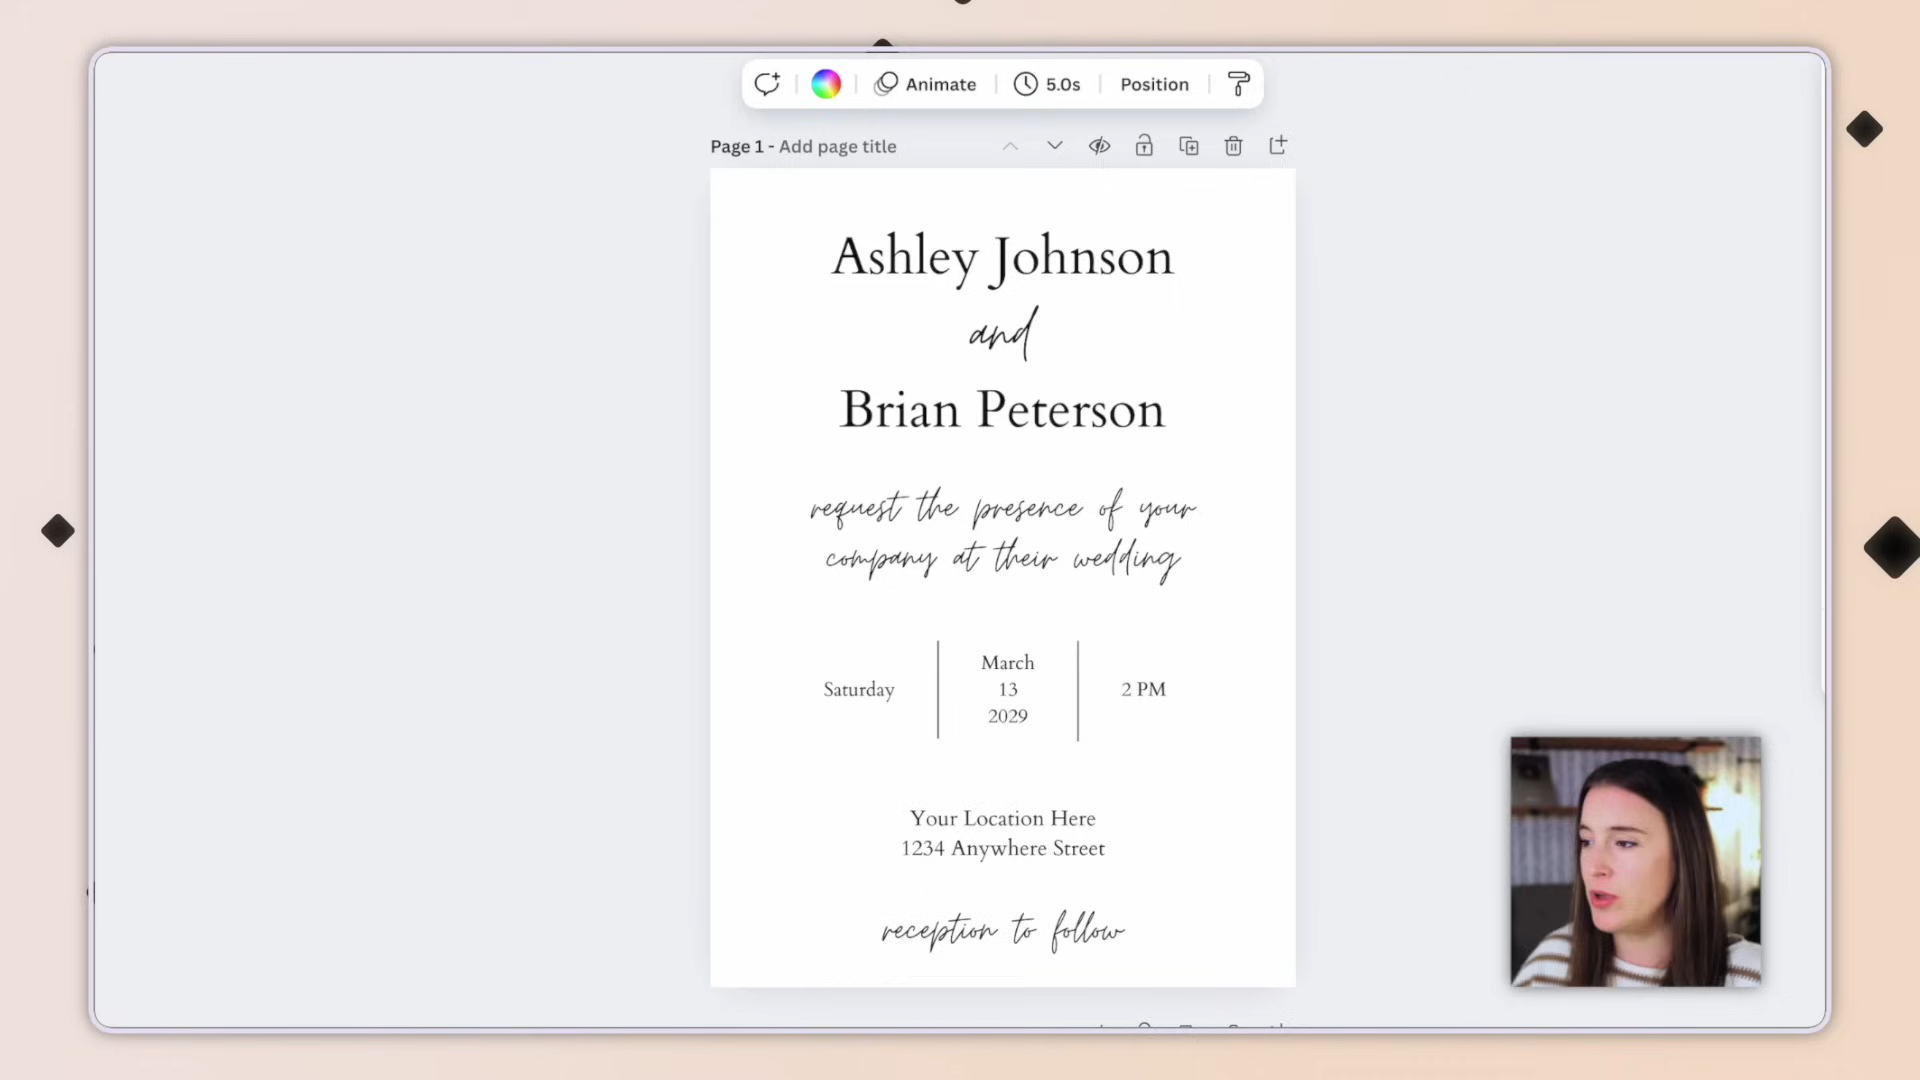 Animate
5.0s
Position
Page 1 - Add page title
Ashley Johnson
and
Brian Peterson
request the presence of your
company at their wedding
Saturday
March
13
2029
2 PM
Your Location Here
1234 Anywhere Street
reception to follow